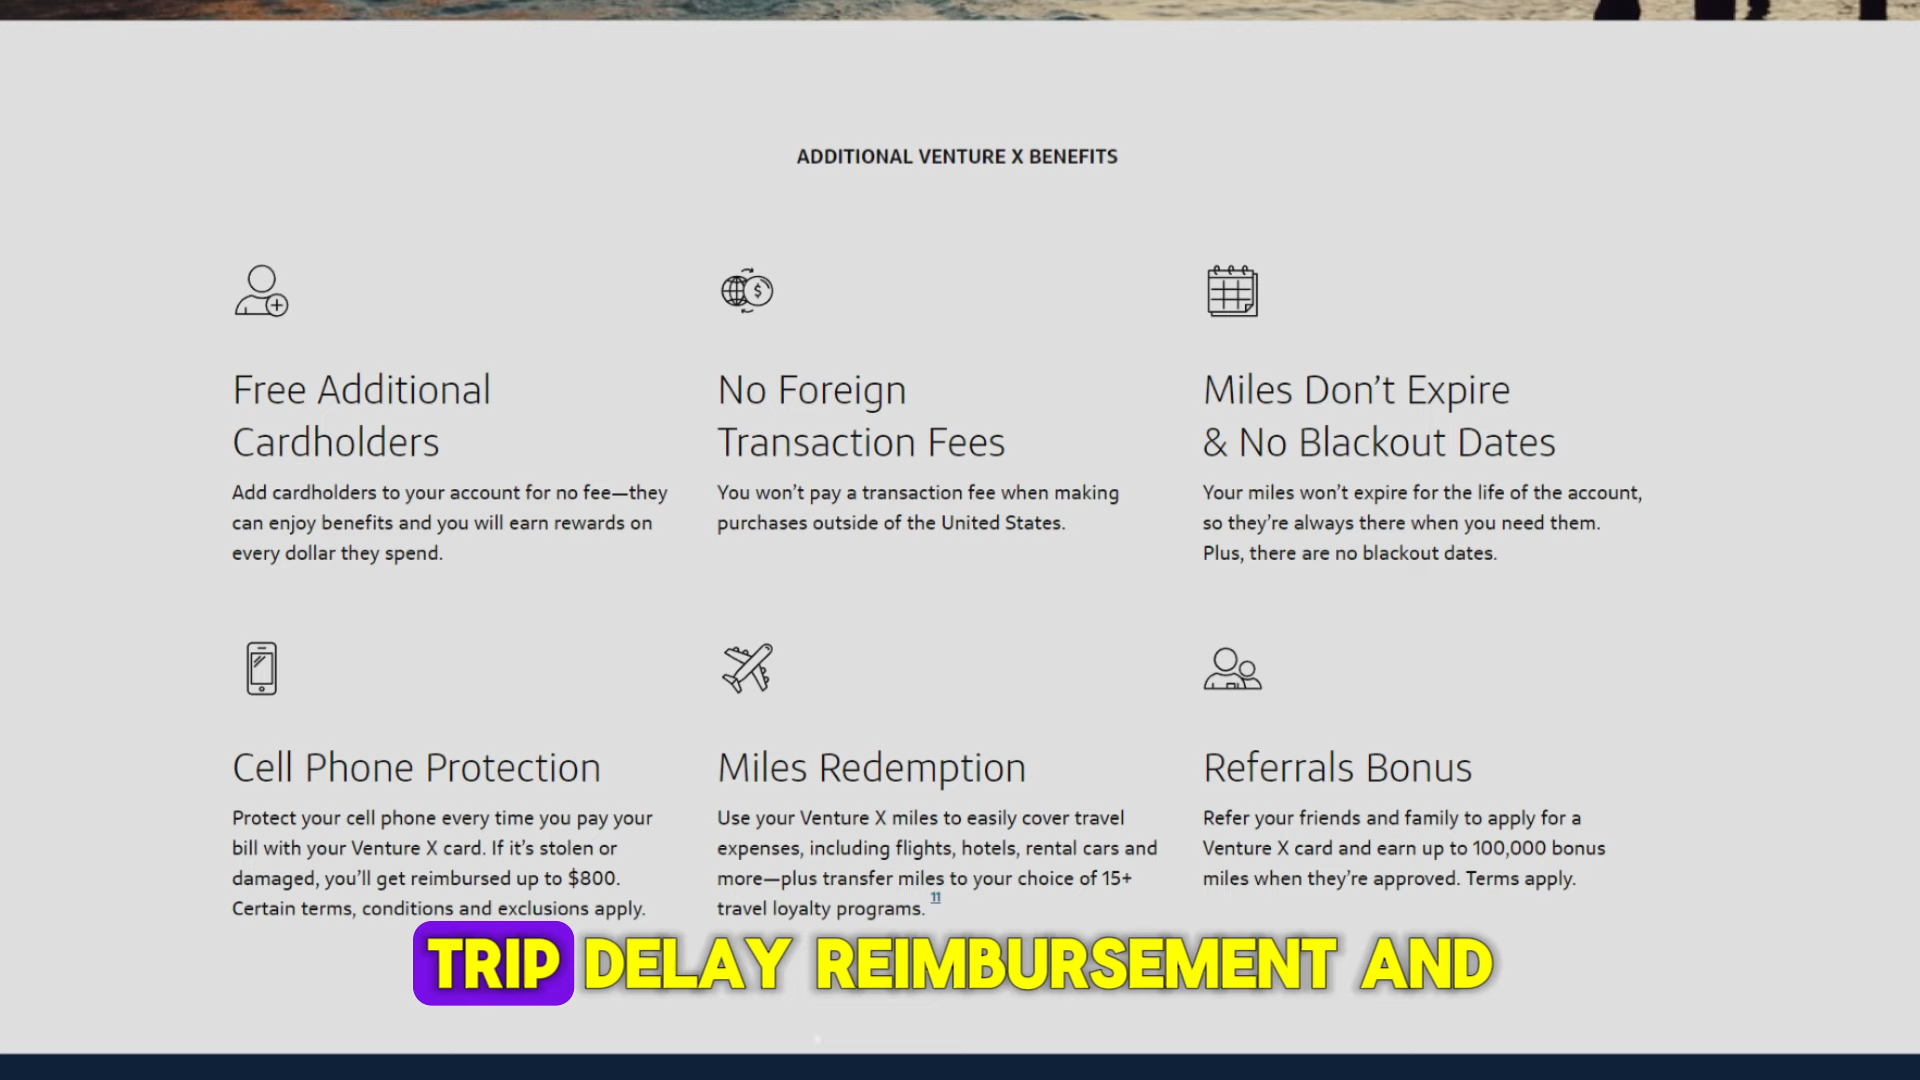 ADDITIONAL VENTURE X BENEFITS
Free Additional
Cardholders
Add cardholders to your account for no fee—they
can enjoy benefits and you will earn rewards on
every dollar they spend.
No Foreign
Transaction Fees
You won't pay a transaction fee when making
purchases outside of the United States.
Miles Don't Expire
& No Blackout Dates
Your miles won't expire for the life of the account,
so they're always there when you need them.
Plus, there are no blackout dates.
Cell Phone Protection
Protect your cell phone every time you pay your
bill with your Venture X card. If it's stolen or
damaged, you'll get reimbursed up to $800.
Certain terms, conditions and exclusions apply.
Miles Redemption
Use your Venture X miles to easily cover travel
expenses, including flights, hotels, rental cars and
more—plus transfer miles to your choice of 15+
travel loyalty programs. 11
Referrals Bonus
Refer your friends and family to apply for a
Venture X card and earn up to 100,000 bonus
miles when they're approved. Terms apply.
TRIP DELAY REIMBURSEMENT AND